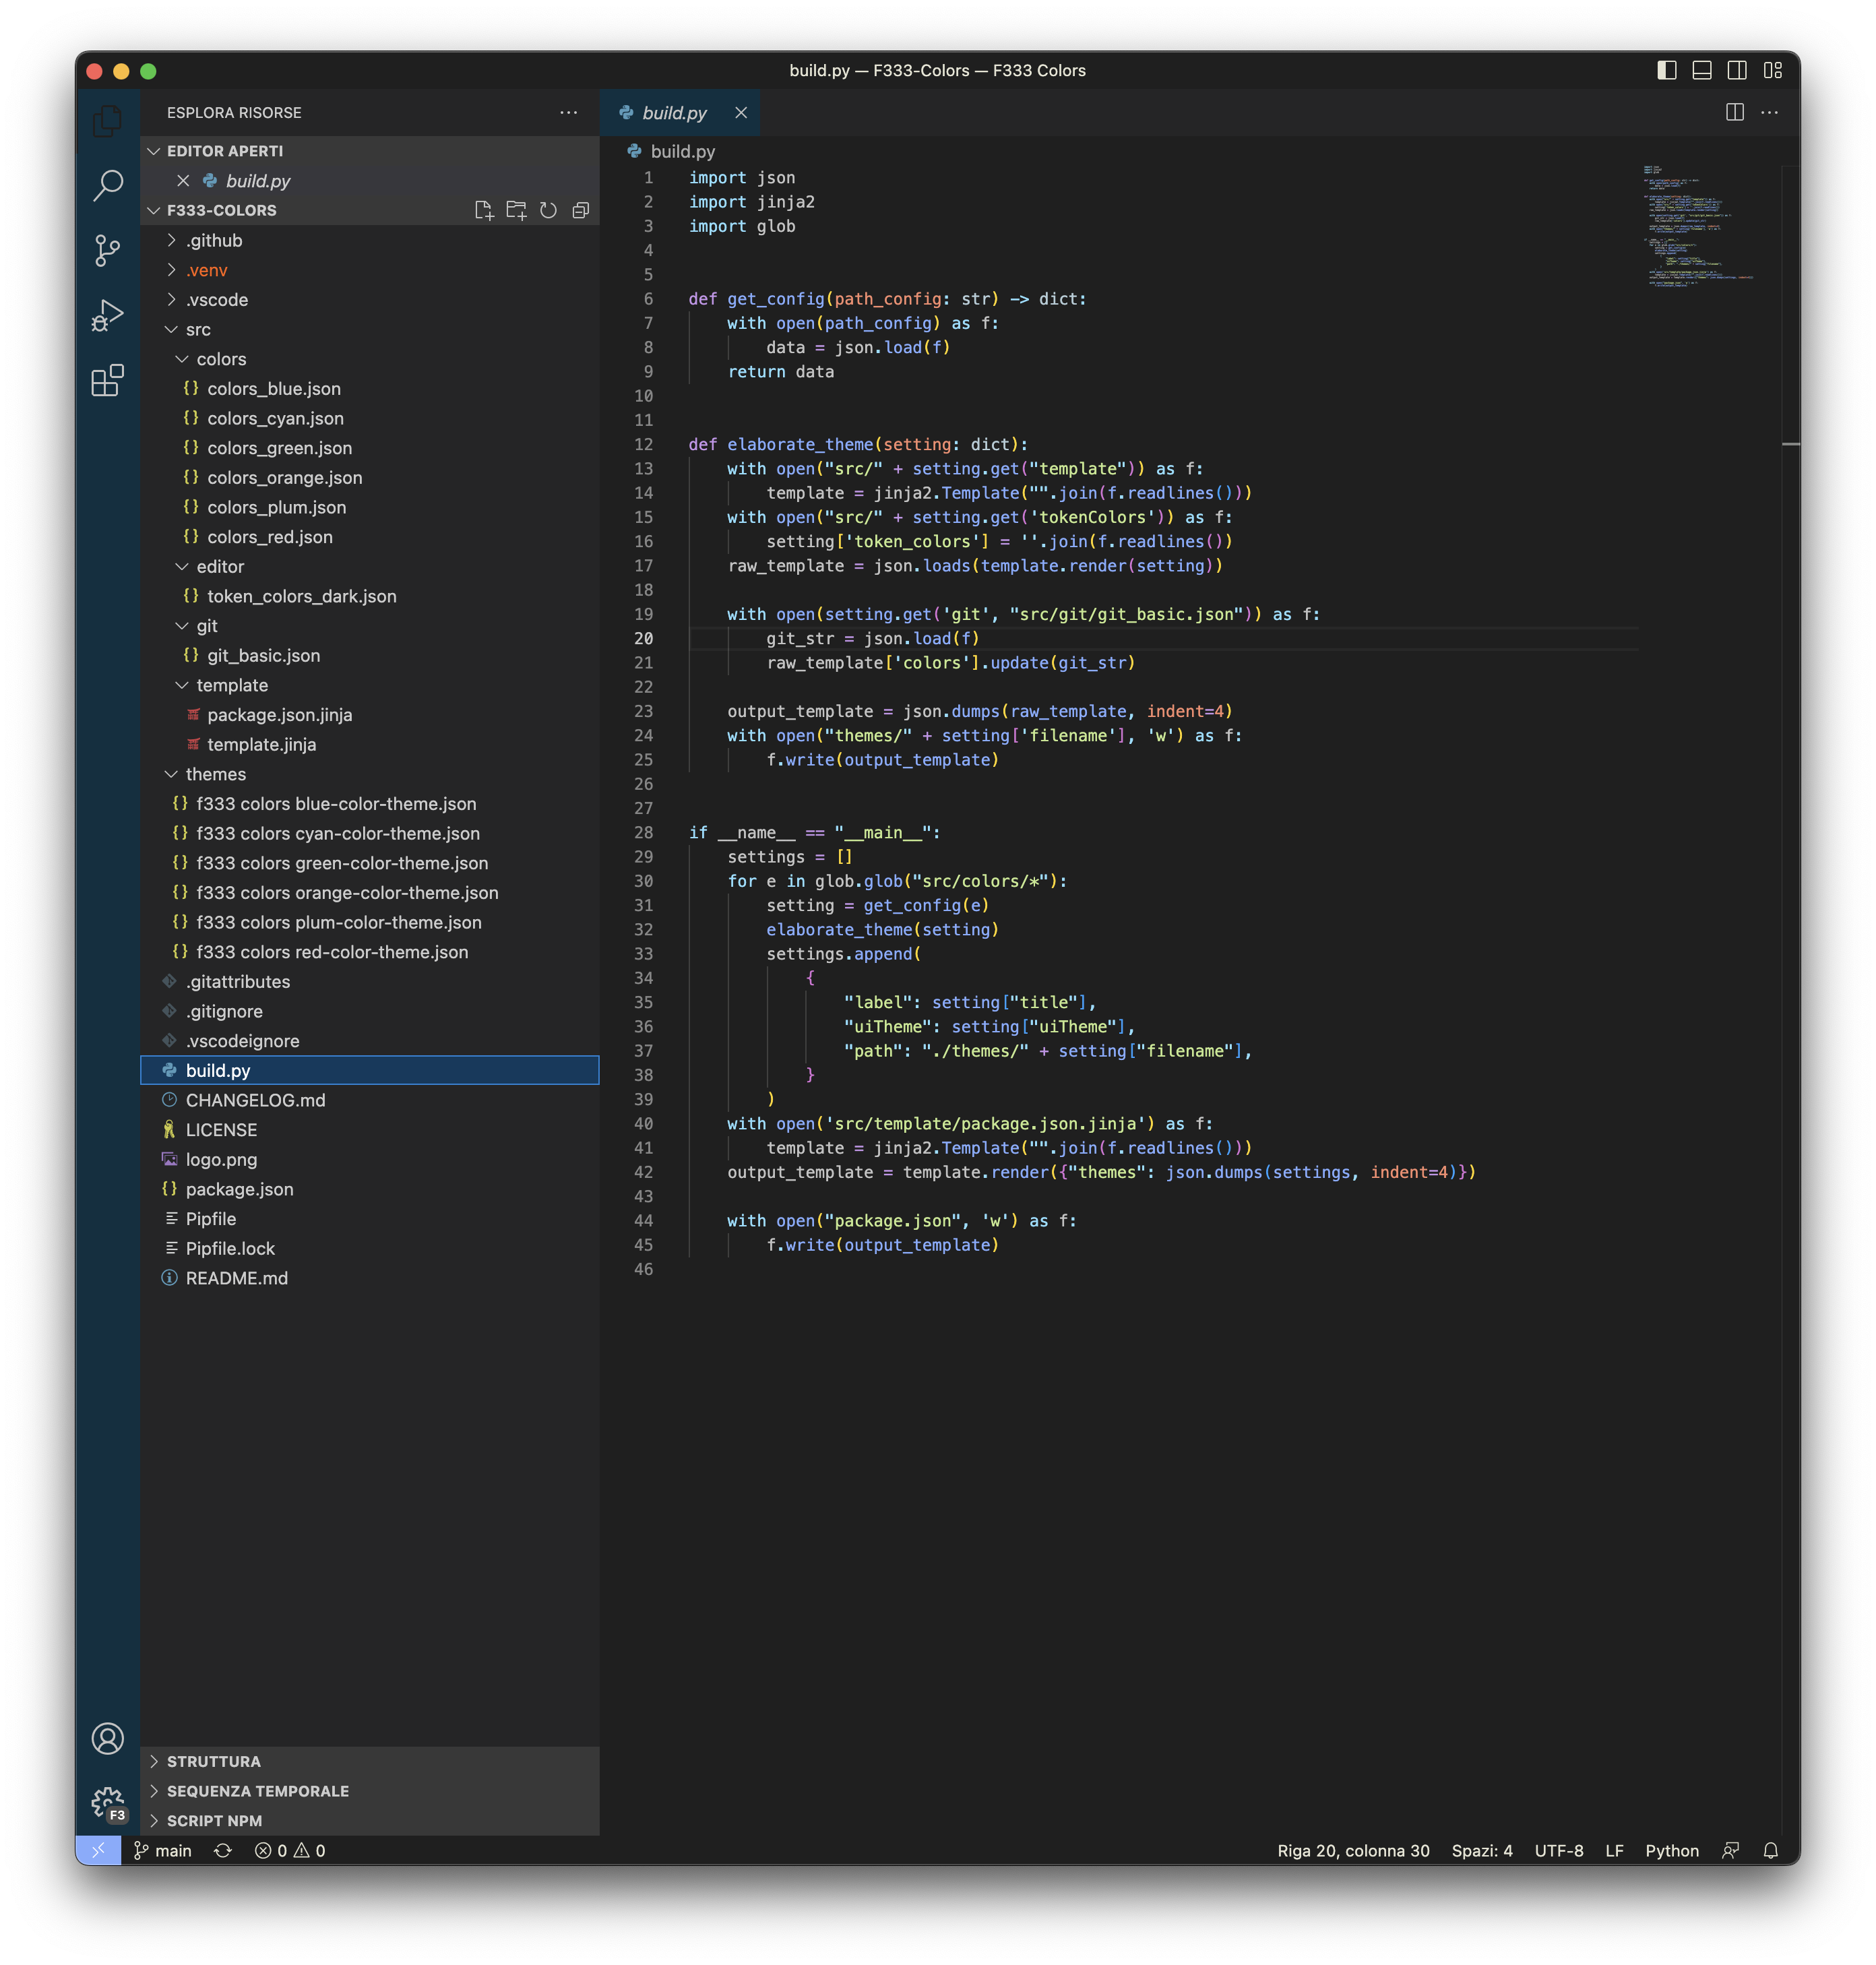 build.py — F333-Colors — F333 Colors
ESPLORA RISORSE
EDITOR APERTI
build.py
F333-COLORS
.github
.venv
.vscode
src
colors
colors_blue.json
colors_cyan.json
colors_green.json
colors_orange.json
colors_plum.json
colors_red.json
editor
token_colors_dark.json
git
git_basic.json
template
package.json.jinja
template.jinja
themes
f333 colors blue-color-theme.json
f333 colors cyan-color-theme.json
f333 colors green-color-theme.json
f333 colors orange-color-theme.json
f333 colors plum-color-theme.json
f333 colors red-color-theme.json
.gitattributes
.gitignore
.vscodeignore
build.py
CHANGELOG.md
LICENSE
logo.png
package.json
Pipfile
Pipfile.lock
README.md
STRUTTURA
SEQUENZA TEMPORALE
SCRIPT NPM
F3
build.py
build.py
1 import json
2 import jinja2
3 import glob
4
5
6 def get_config(path_config: str) -> dict:
7     with open(path_config) as f:
8         data = json.load(f)
9     return data
10
11
12 def elaborate_theme(setting: dict):
13     with open("src/" + setting.get("template")) as f:
14         template = jinja2.Template("".join(f.readlines()))
15     with open("src/" + setting.get('tokenColors')) as f:
16         setting['token_colors'] = ''.join(f.readlines())
17     raw_template = json.loads(template.render(setting))
18
19     with open(setting.get('git', "src/git/git_basic.json")) as f:
20         git_str = json.load(f)
21         raw_template['colors'].update(git_str)
22
23     output_template = json.dumps(raw_template, indent=4)
24     with open("themes/" + setting['filename'], 'w') as f:
25         f.write(output_template)
26
27
28 if __name__ == "__main__":
29     settings = []
30     for e in glob.glob("src/colors/*"):
31         setting = get_config(e)
32         elaborate_theme(setting)
33         settings.append(
34             {
35                 "label": setting["title"],
36                 "uiTheme": setting["uiTheme"],
37                 "path": "./themes/" + setting["filename"],
38             }
39         )
40     with open('src/template/package.json.jinja') as f:
41         template = jinja2.Template("".join(f.readlines()))
42     output_template = template.render({"themes": json.dumps(settings, indent=4)})
43
44     with open("package.json", 'w') as f:
45         f.write(output_template)
46
main 0 0 Riga 20, colonna 30 Spazi: 4 UTF-8 LF Python